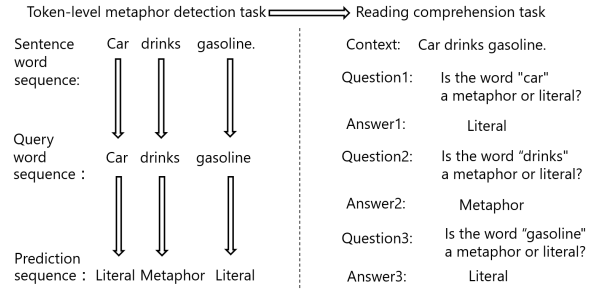 Token-level metaphor detection task
Reading comprehension task
Sentence
word
sequence:
Car drinks gasoline.
Query
word
sequence：
Car drinks gasoline
Prediction
sequence： Literal Metaphor Literal
Context: Car drinks gasoline.
Question1: Is the word "car"
a metaphor or literal?
Answer1: Literal
Question2: Is the word “drinks"
a metaphor or literal?
Answer2: Metaphor
Question3: Is the word “gasoline"
a metaphor or literal?
Answer3: Literal